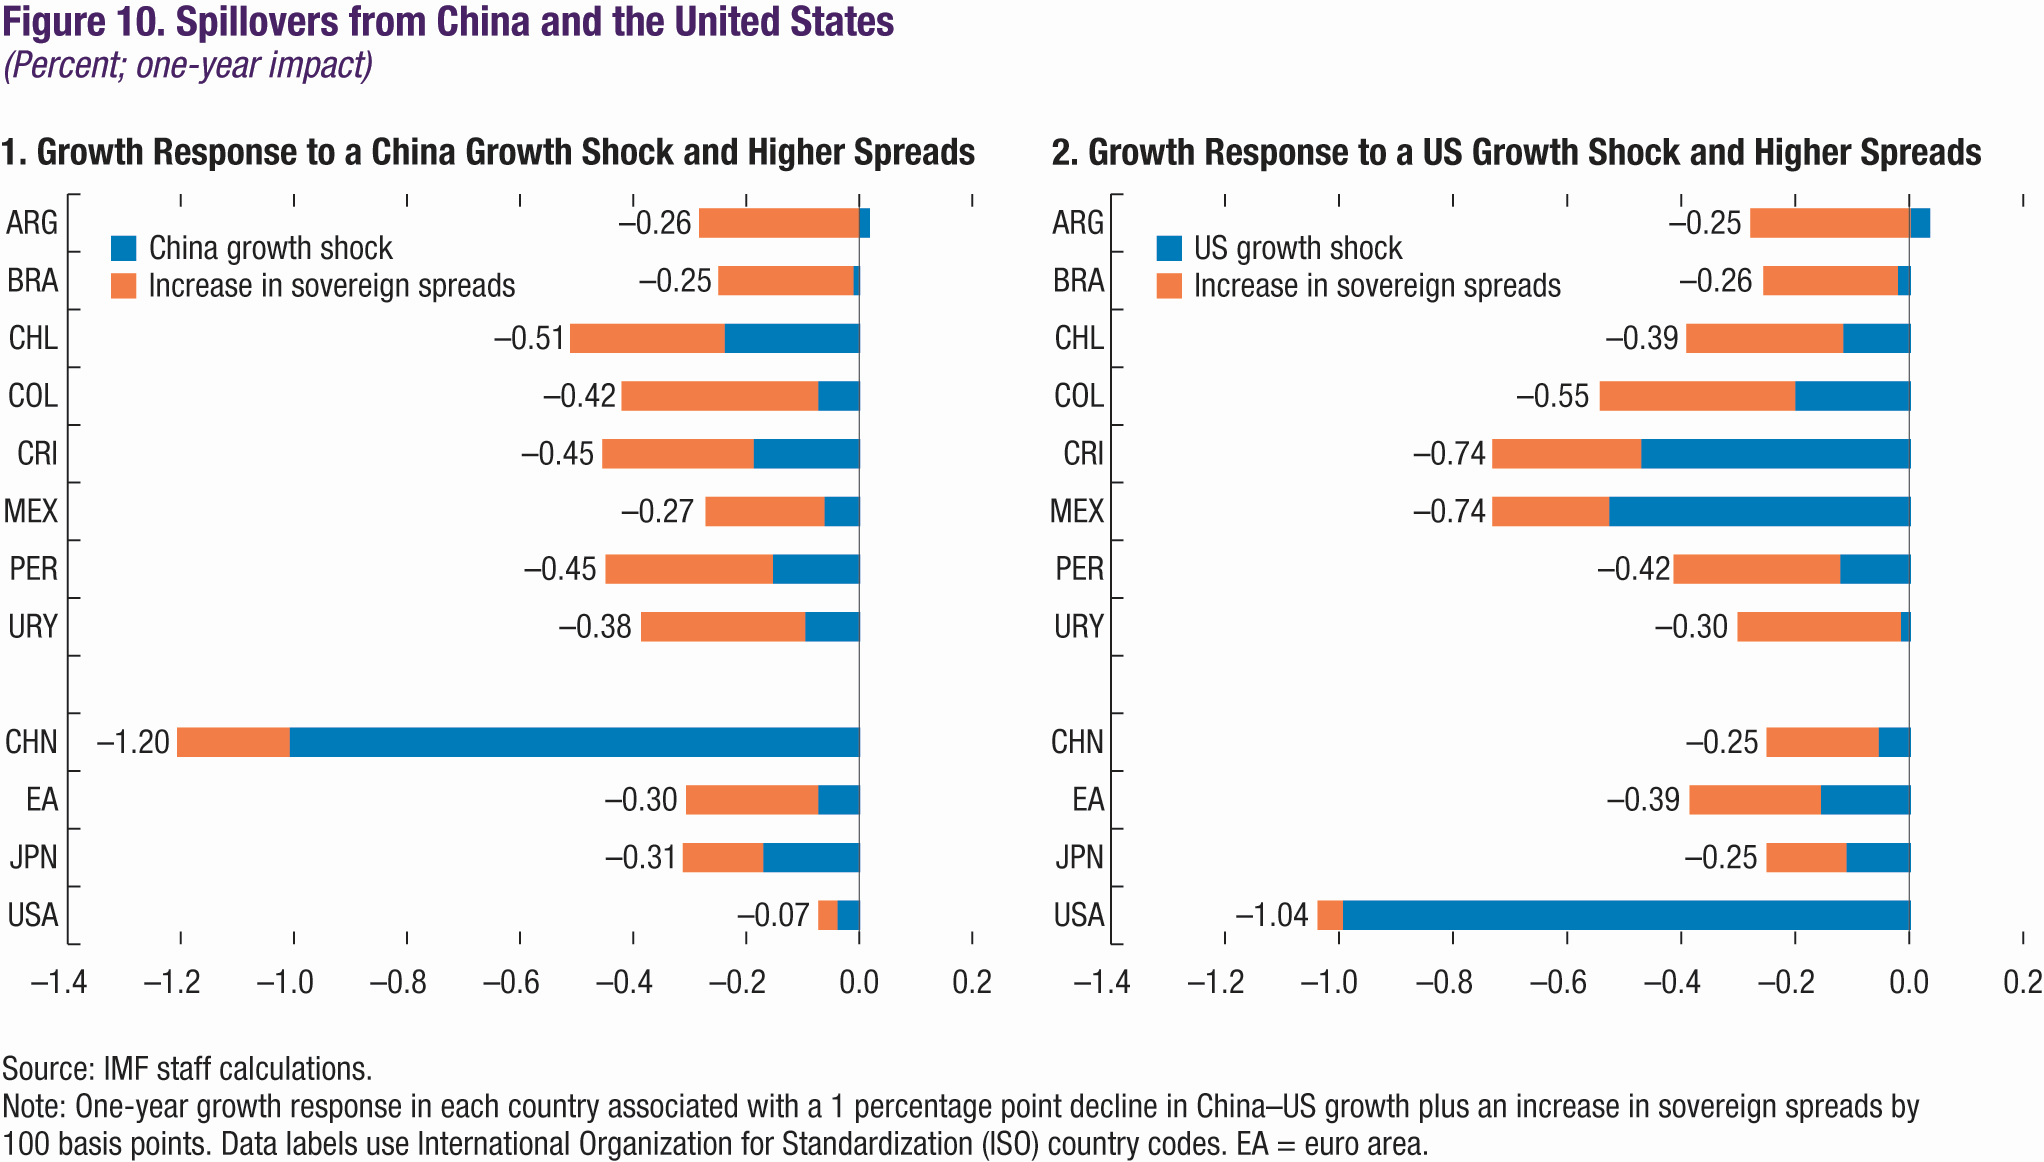 Figure 10. Spillovers from China and the United States
(Percent; one-year impact)
1. Growth Response to a China Growth Shock and Higher Spreads
China growth shock
Increase in sovereign spreads
ARG –0.26
BRA –0.25
CHL –0.51
COL –0.42
CRI –0.45
MEX –0.27
PER –0.45
URY –0.38
CHN –1.20
EA –0.30
JPN –0.31
USA –0.07
–1.4 –1.2 –1.0 –0.8 –0.6 –0.4 –0.2 0.0 0.2
2. Growth Response to a US Growth Shock and Higher Spreads
US growth shock
Increase in sovereign spreads
ARG –0.25
BRA –0.26
CHL –0.39
COL –0.55
CRI –0.74
MEX –0.74
PER –0.42
URY –0.30
CHN –0.25
EA –0.39
JPN –0.25
USA –1.04
–1.4 –1.2 –1.0 –0.8 –0.6 –0.4 –0.2 0.0 0.2
Source: IMF staff calculations.
Note: One-year growth response in each country associated with a 1 percentage point decline in China–US growth plus an increase in sovereign spreads by
100 basis points. Data labels use International Organization for Standardization (ISO) country codes. EA = euro area.